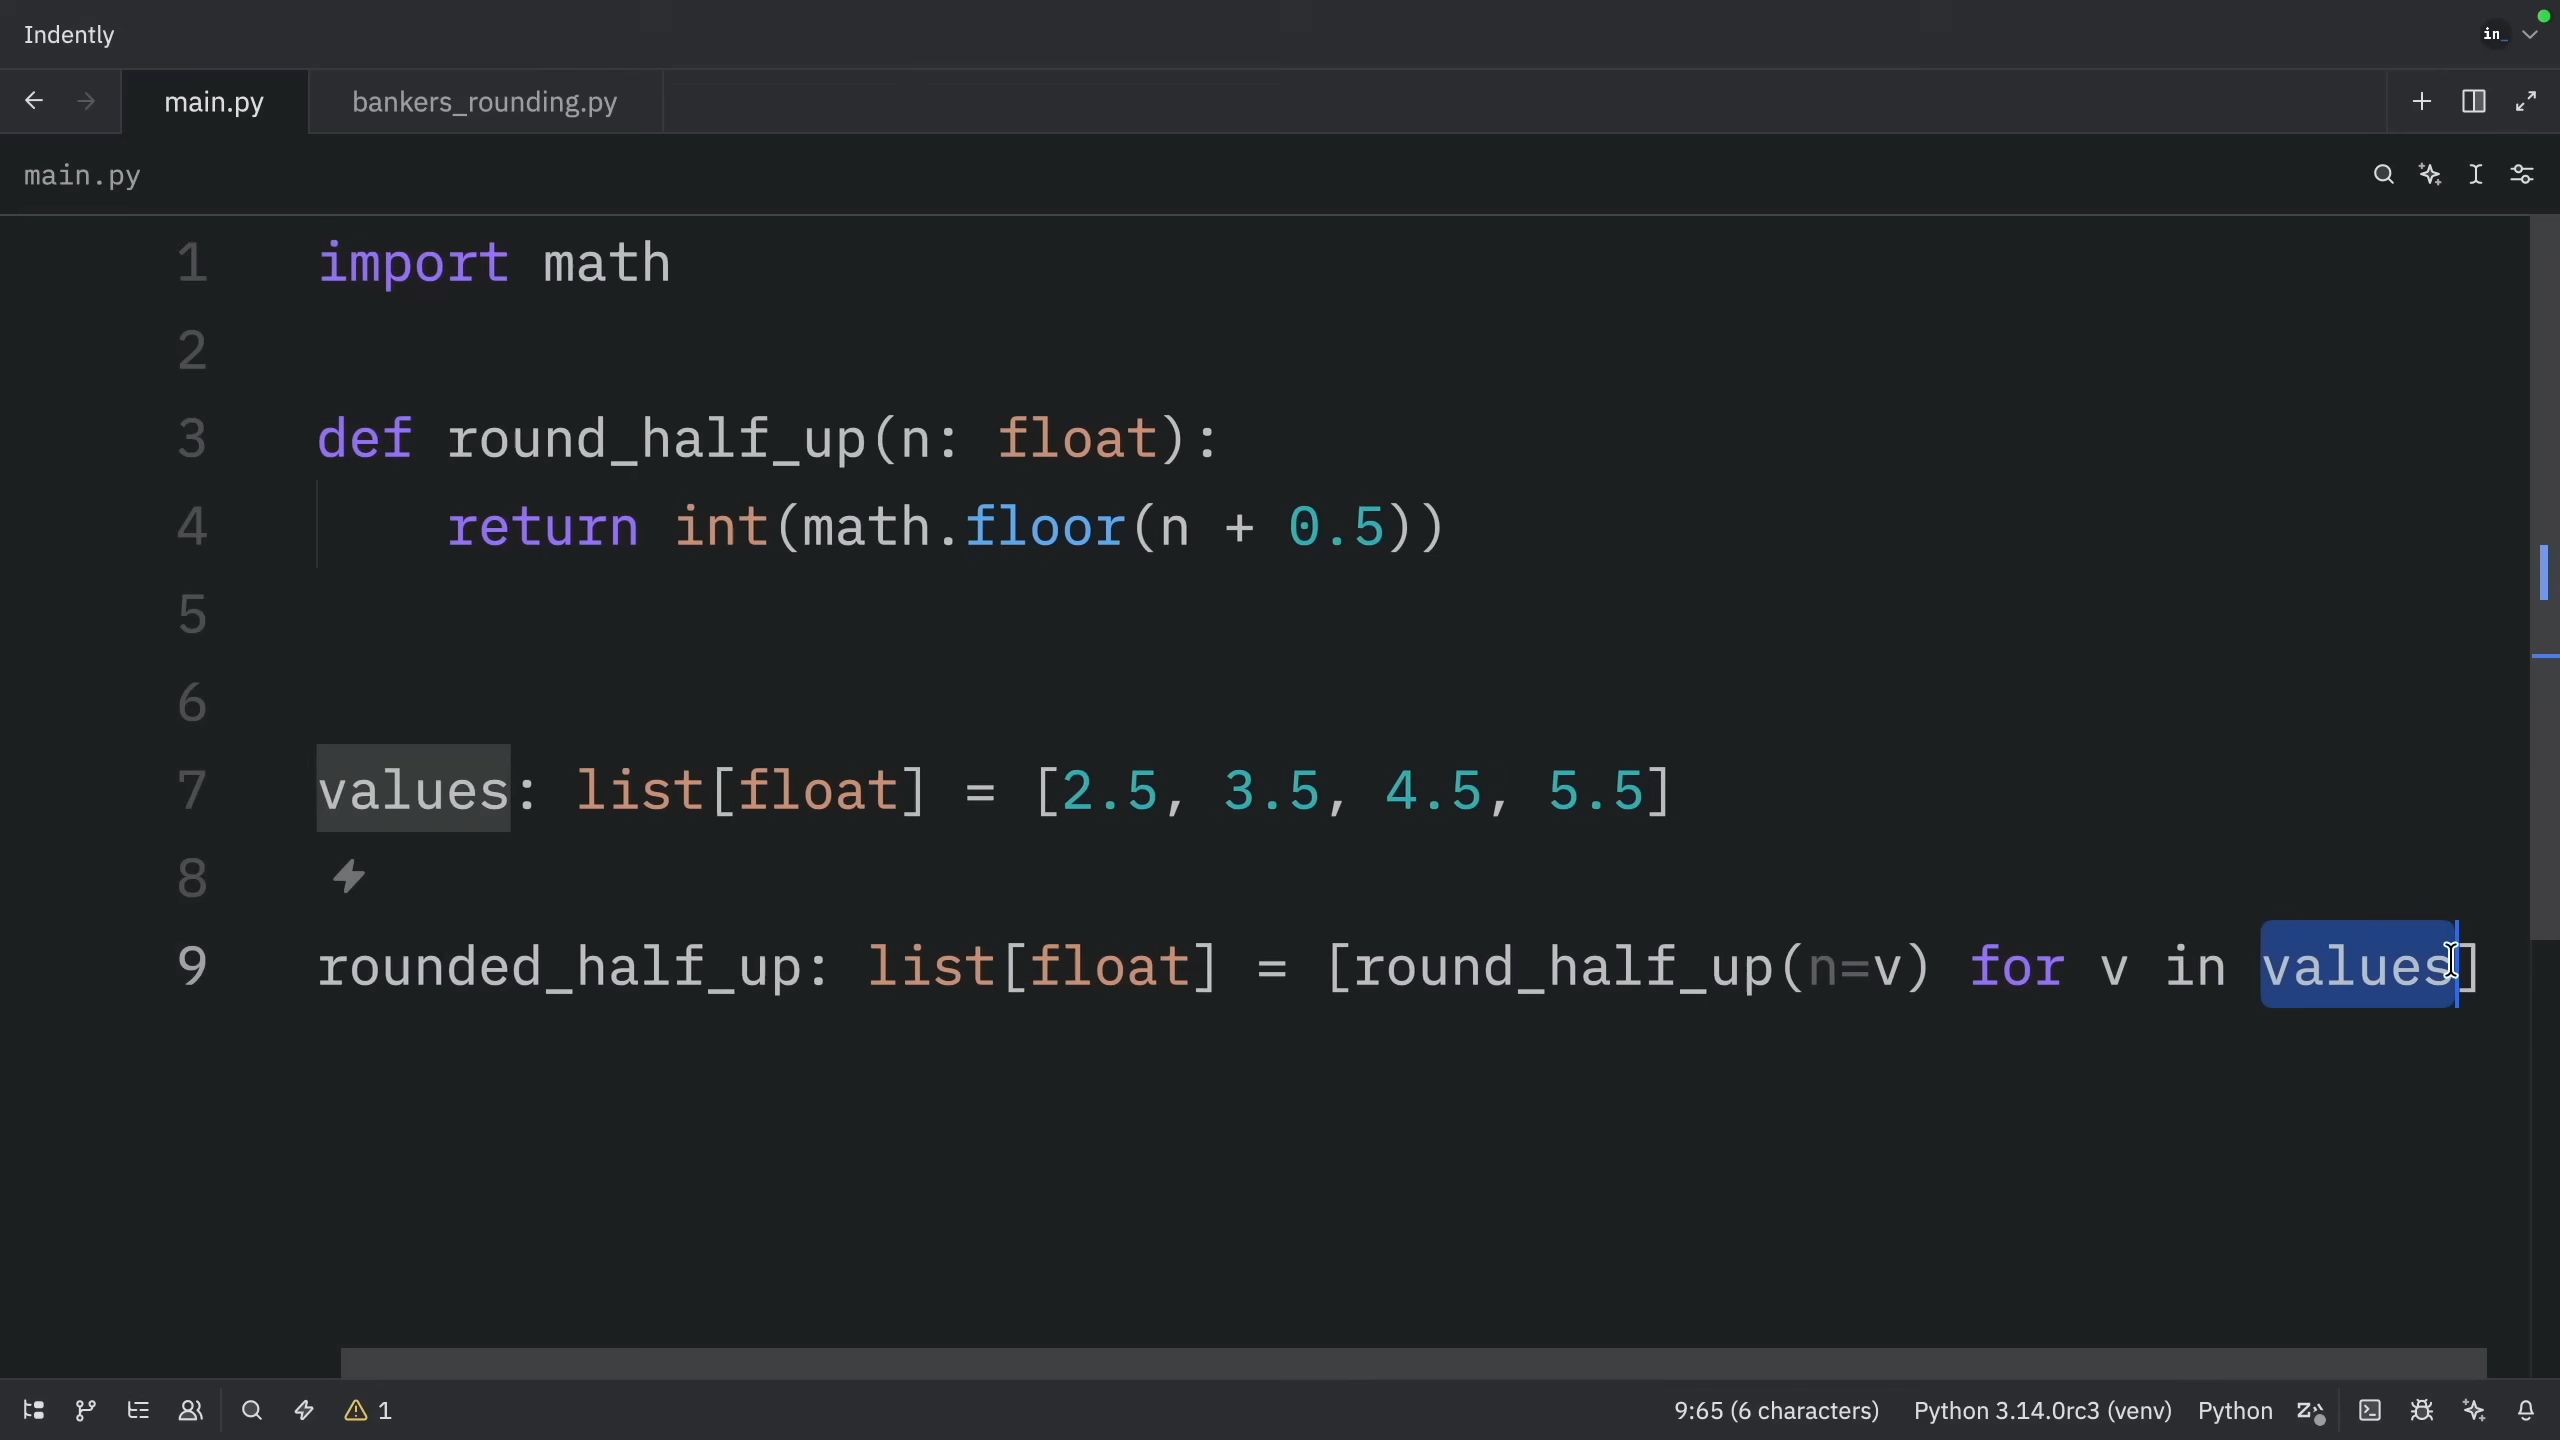 Indently
in_
main.py
bankers_rounding.py
main.py
1 import math
2
3 def round_half_up(n: float):
4     return int(math.floor(n + 0.5))
5
6
7 values: list[float] = [2.5, 3.5, 4.5, 5.5]
8
9 rounded_half_up: list[float] = [round_half_up(n=v) for v in values]
1
9:65 (6 characters)
Python 3.14.0rc3 (venv)
Python